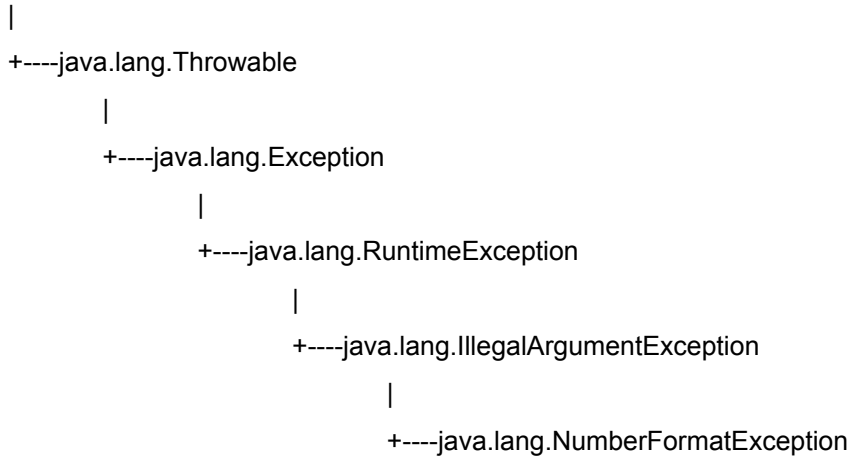 |
+----java.lang.Throwable
|
+----java.lang.Exception
|
+----java.lang.RuntimeException
|
+----java.lang.IllegalArgumentException
|
+----java.lang.NumberFormatException